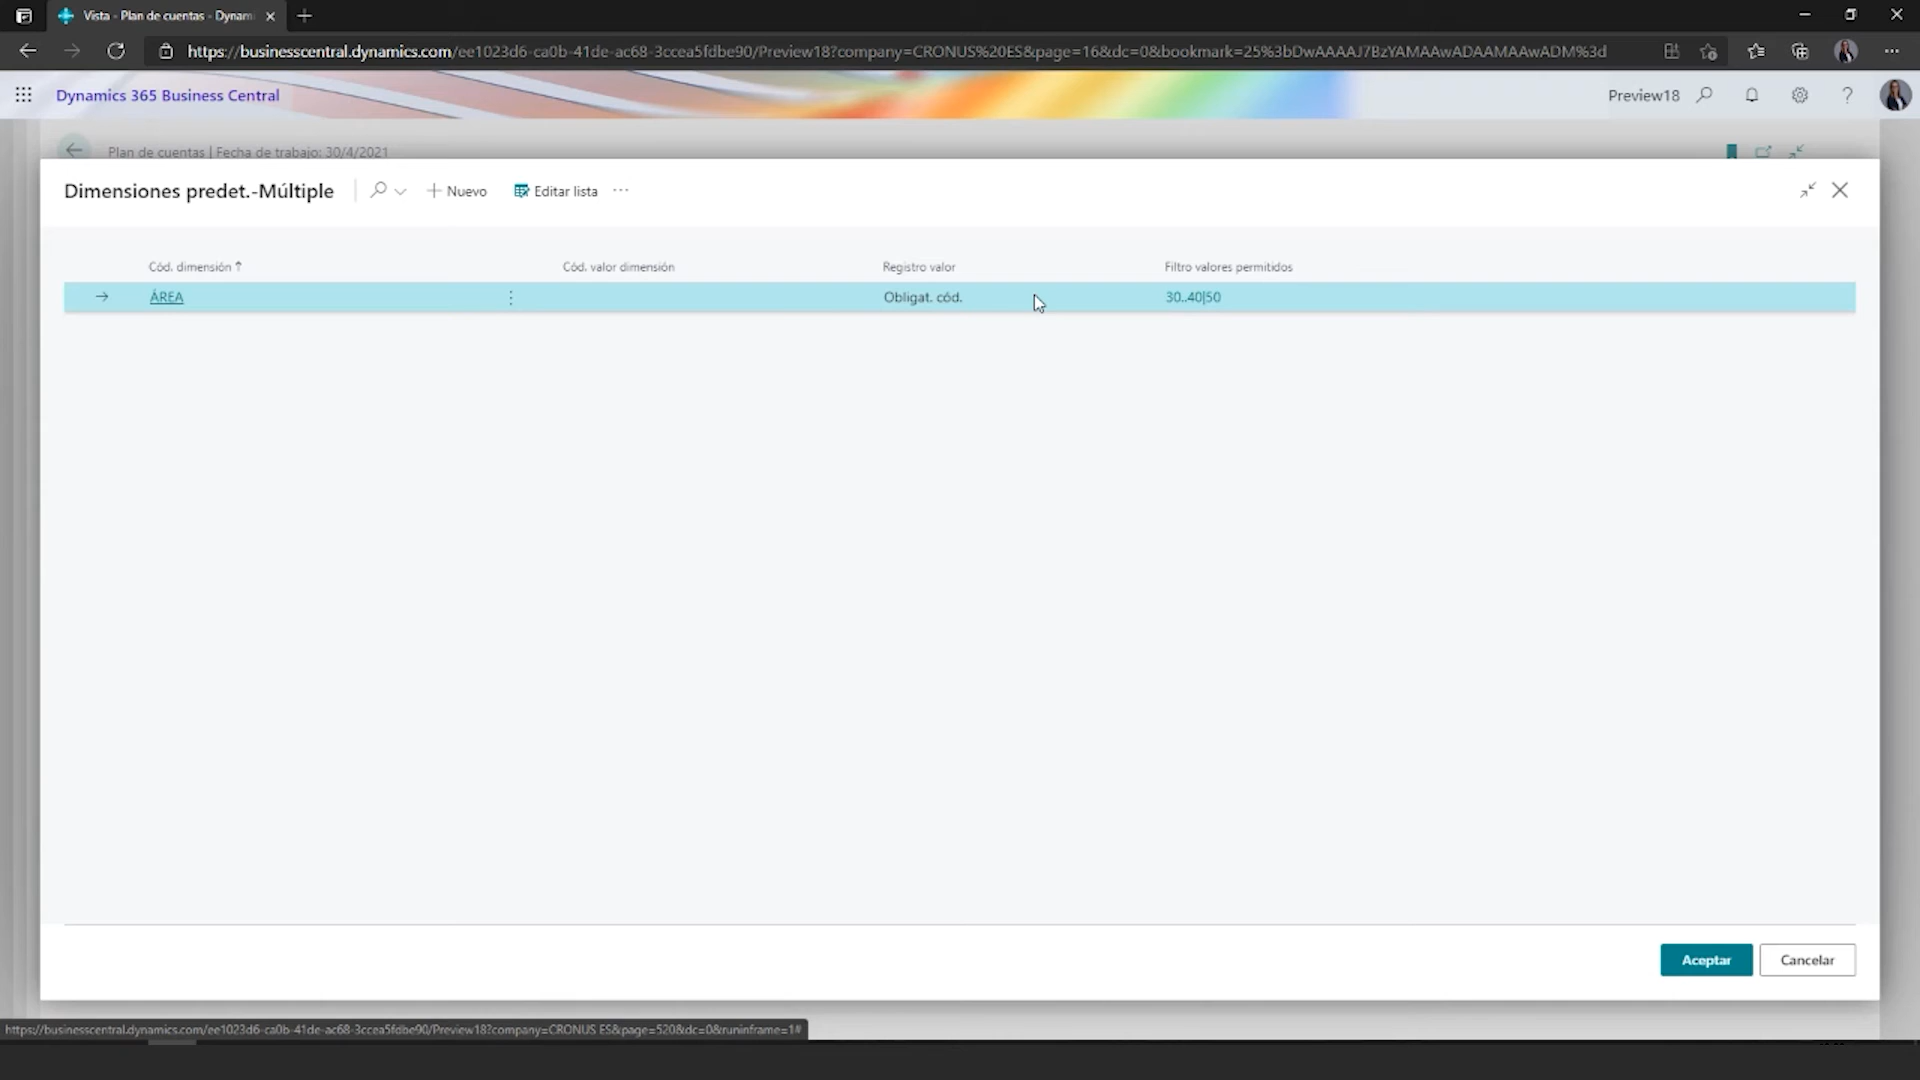 Vista - Plan de cuentas - Dynam
https://businesscentral.dynamics.com/ee1023d6-ca0b-41de-ac68-3ccea5fdbe90/Preview18?company=CRONUS%20ES&page=16&dc=0&bookmark=25%3bDwAAAAJ7BzYAMAAwADAAMAAwADM%3d
Dynamics 365 Business Central
Preview18
?
Plan de cuentas | Fecha de trabajo: 30/4/2021
Dimensiones predet.-Múltiple
Nuevo
Editar lista
Cód. dimensión ↑
Cód. valor dimensión
Registro valor
Filtro valores permitidos
ÁREA
Obligat. cód.
30..40|50
Aceptar
Cancelar
https://businesscentral.dynamics.com/ee1023d6-ca0b-41de-ac68-3ccea5fdbe90/Preview18?company=CRONUS ES&page=520&dc=0&runinframe=1#